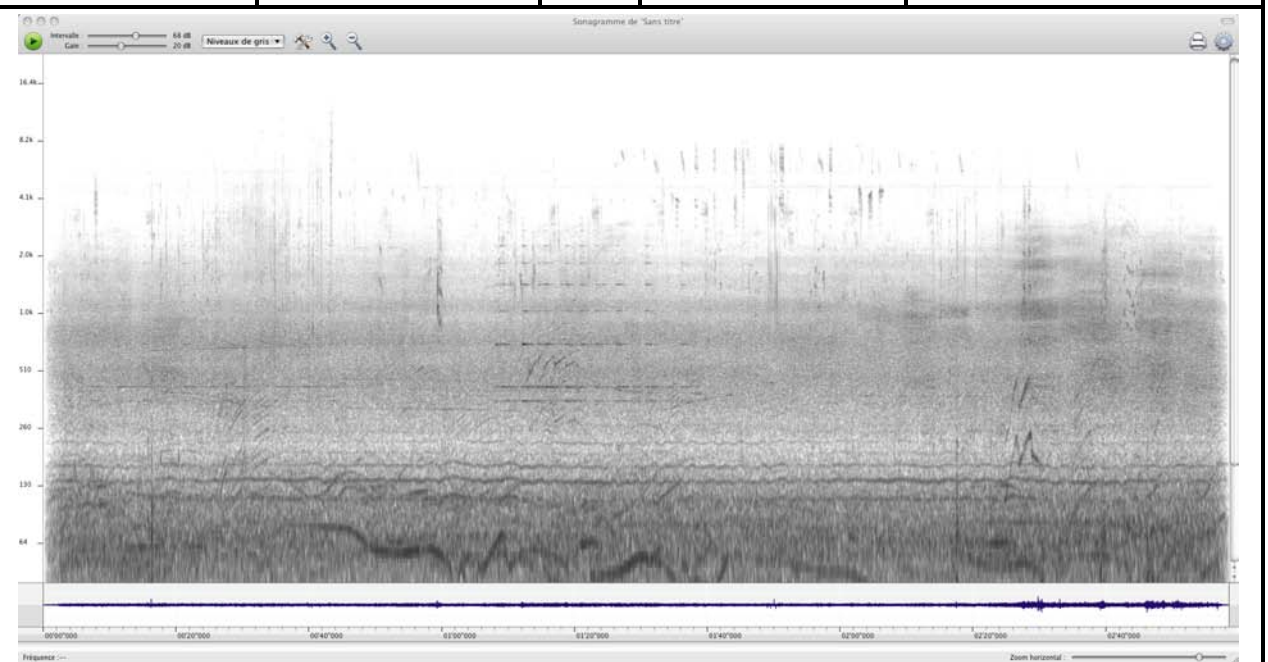 Sonagramme de 'Sans titre'
Intervalle : 68 dB
Gain : 20 dB
Niveaux de gris
16.4k
8.2k
4.1k
2.0k
1.0k
510
260
130
64
00'00"000 00'20"000 00'40"000 01'00"000 01'20"000 01'40"000 02'00"000 02'20"000 02'40"000
Fréquence :--
Zoom horizontal :